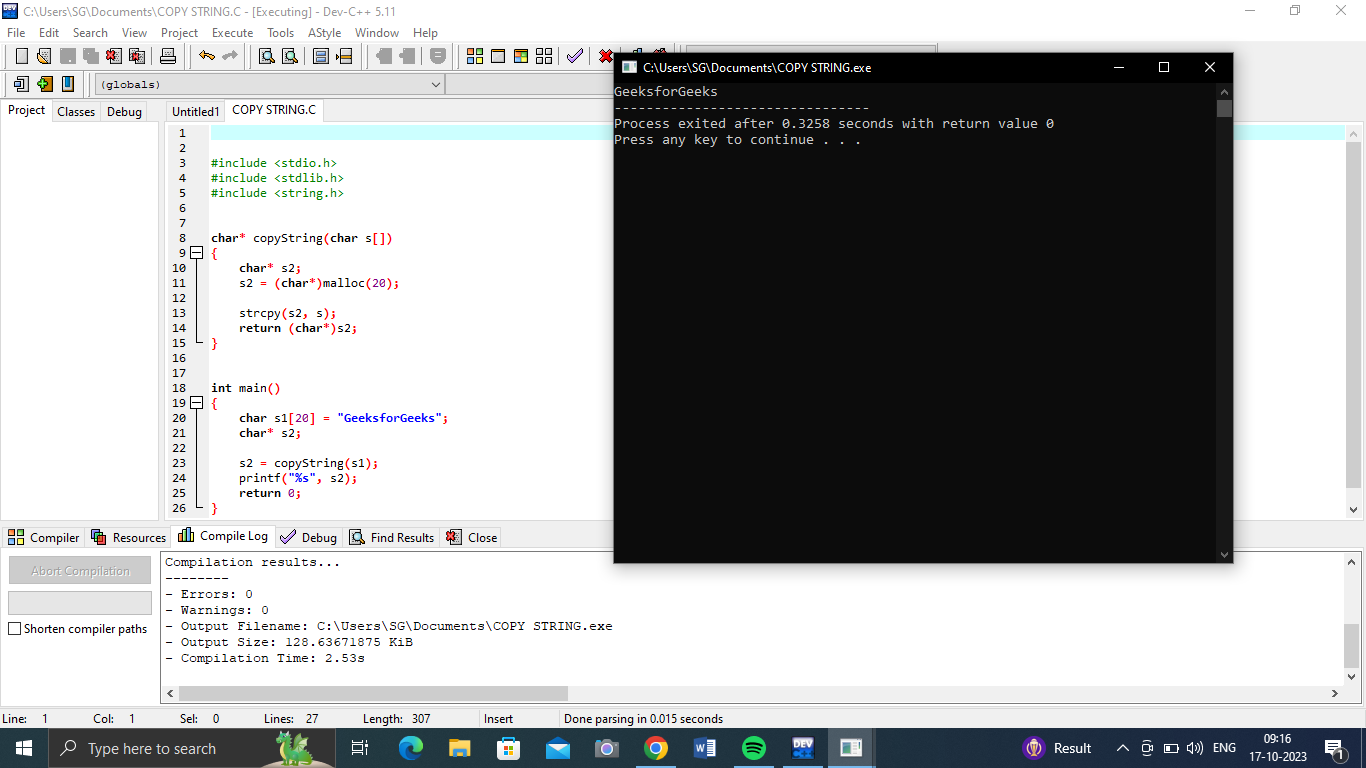 C:\Users\SG\Documents\COPY STRING.C - [Executing] - Dev-C++ 5.11
File Edit Search View Project Execute Tools AStyle Window Help
(globals)
Project Classes Debug
Untitled1 COPY STRING.C
1
2
3 #include <stdio.h>
4 #include <stdlib.h>
5 #include <string.h>
6
7
8 char* copyString(char s[])
9 {
10 char* s2;
11 s2 = (char*)malloc(20);
12
13 strcpy(s2, s);
14 return (char*)s2;
15 }
16
17
18 int main()
19 {
20 char s1[20] = "GeeksforGeeks";
21 char* s2;
22
23 s2 = copyString(s1);
24 printf("%s", s2);
25 return 0;
26 }
C:\Users\SG\Documents\COPY STRING.exe
GeeksforGeeks
--------------------------------
Process exited after 0.3258 seconds with return value 0
Press any key to continue . . .
Compiler Resources Compile Log Debug Find Results Close
Abort Compilation
Shorten compiler paths
Compilation results...
--------
- Errors: 0
- Warnings: 0
- Output Filename: C:\Users\SG\Documents\COPY STRING.exe
- Output Size: 128.63671875 KiB
- Compilation Time: 2.53s
Line: 1 Col: 1 Sel: 0 Lines: 27 Length: 307 Insert Done parsing in 0.015 seconds
Type here to search
DEV
Result
ENG
09:16
17-10-2023
1